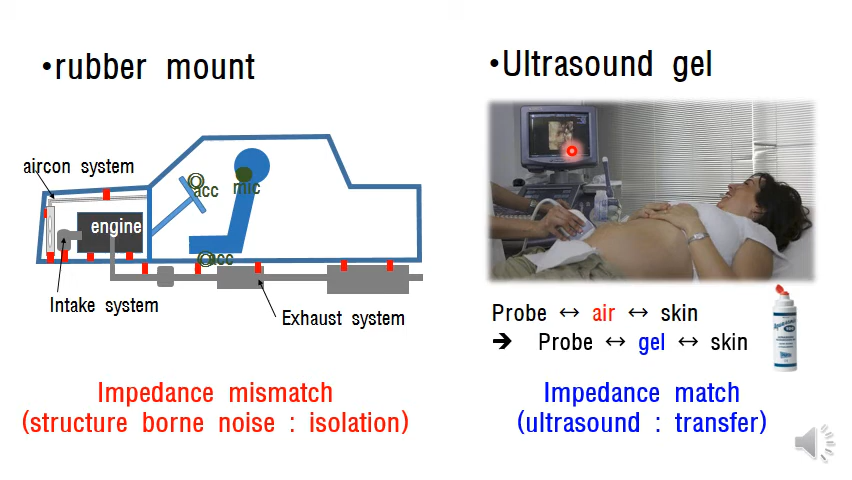 •rubber mount
aircon system
acc
mic
engine
acc
Intake system
Exhaust system
Impedance mismatch
(structure borne noise : isolation)
•Ultrasound gel
Probe ↔ air ↔ skin
➔ Probe ↔ gel ↔ skin
Impedance match
(ultrasound : transfer)